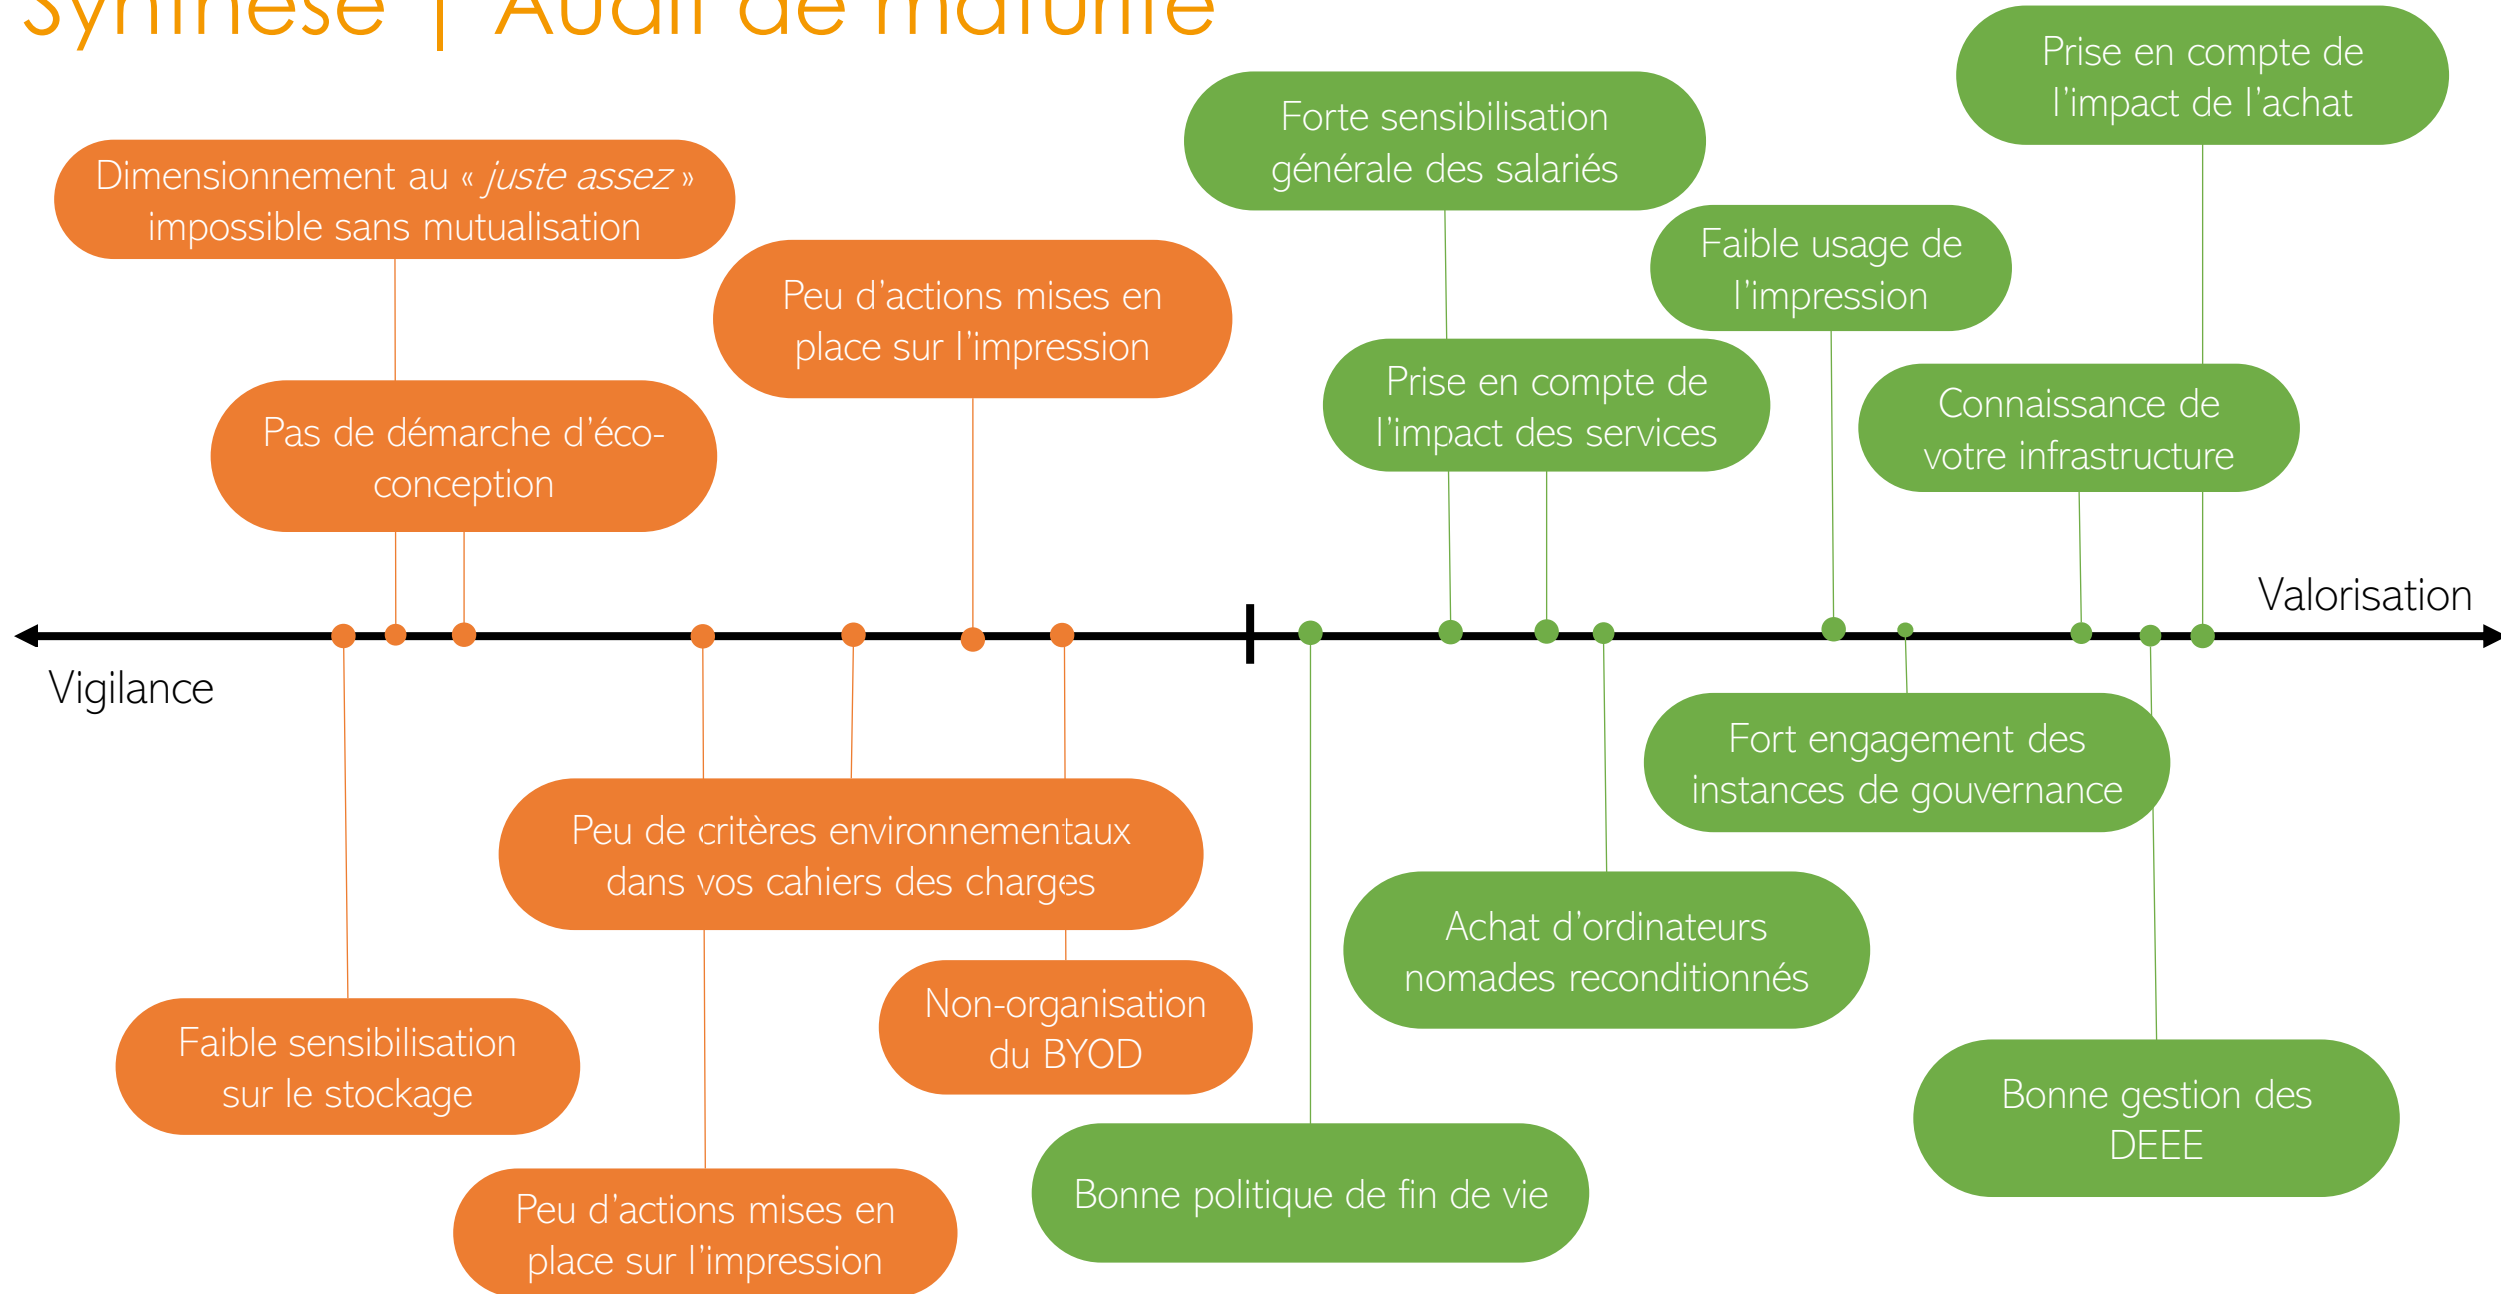 Synthèse | Audit de maturité
Prise en compte de
l'impact de l'achat
Forte sensibilisation
générale des salariés
Dimensionnement au « juste assez »
impossible sans mutualisation
Faible usage de
l'impression
Peu d'actions mises en
place sur l'impression
Prise en compte de
l'impact des services
Connaissance de
votre infrastructure
Pas de démarche d'éco-
conception
Valorisation
Vigilance
Fort engagement des
instances de gouvernance
Peu de critères environnementaux
dans vos cahiers des charges
Achat d'ordinateurs
nomades reconditionnés
Non-organisation
du BYOD
Faible sensibilisation
sur le stockage
Bonne gestion des
DEEE
Bonne politique de fin de vie
Peu d'actions mises en
place sur l'impression